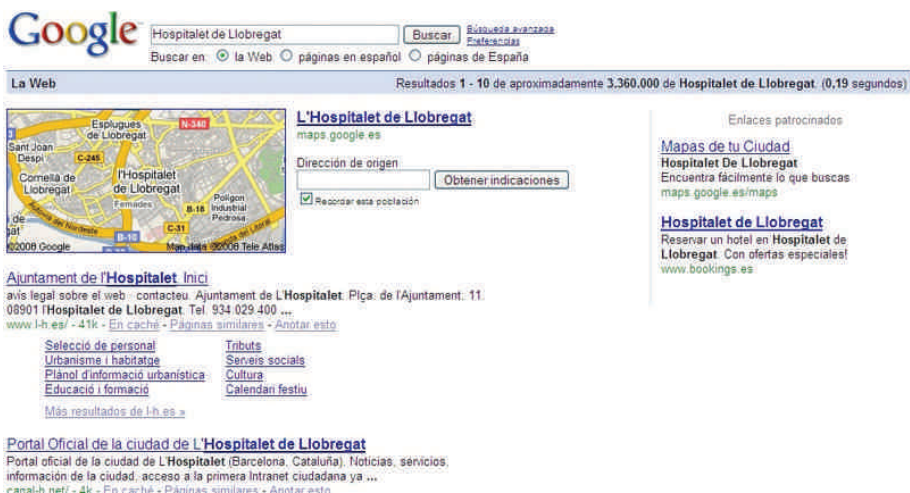 Google
Hospitalet de Llobregat Buscar Búsqueda avanzada
Preferencias
Buscar en: la Web páginas en español páginas de España
La Web Resultados 1 - 10 de aproximadamente 3.360.000 de Hospitalet de Llobregat. (0,19 segundos)
Esplugues
de Llobregat
N-340
Sant Joan
Despi
C-245
Cornellà de
Llobregat
l'Hospitalet
de Llobregat
Femades
B-18
Poligon
Industrial
Pedrosa
C-31
B-10
©2008 Google Map data ©2008 Tele Atlas
L'Hospitalet de Llobregat
maps.google.es
Dirección de origen
Obtener indicaciones
Recordar esta población
Enlaces patrocinados
Mapas de tu Ciudad
Hospitalet De Llobregat
Encuentra fácilmente lo que buscas
maps.google.es/maps
Hospitalet de Llobregat
Reservar un hotel en Hospitalet de
Llobregat. Con ofertas especiales!
www.bookings.es
Ajuntament de l'Hospitalet. Inici
avís legal sobre el web · contacteu. Ajuntament de L'Hospitalet. Plça. de l'Ajuntament, 11.
08901 l'Hospitalet de Llobregat. Tel. 934 029 400 ...
www.l-h.es/ - 41k - En caché - Páginas similares - Anotar esto
Selecció de personal Tributs
Urbanisme i habitatge Serveis socials
Plànol d'informació urbanística Cultura
Educació i formació Calendari festiu
Más resultados de l-h.es »
Portal Oficial de la ciudad de L'Hospitalet de Llobregat
Portal oficial de la ciudad de L'Hospitalet (Barcelona, Cataluña). Noticias, servicios,
información de la ciudad, acceso a la primera Intranet ciudadana ya ...
canal-h.net/ - 4k - En caché - Páginas similares - Anotar esto